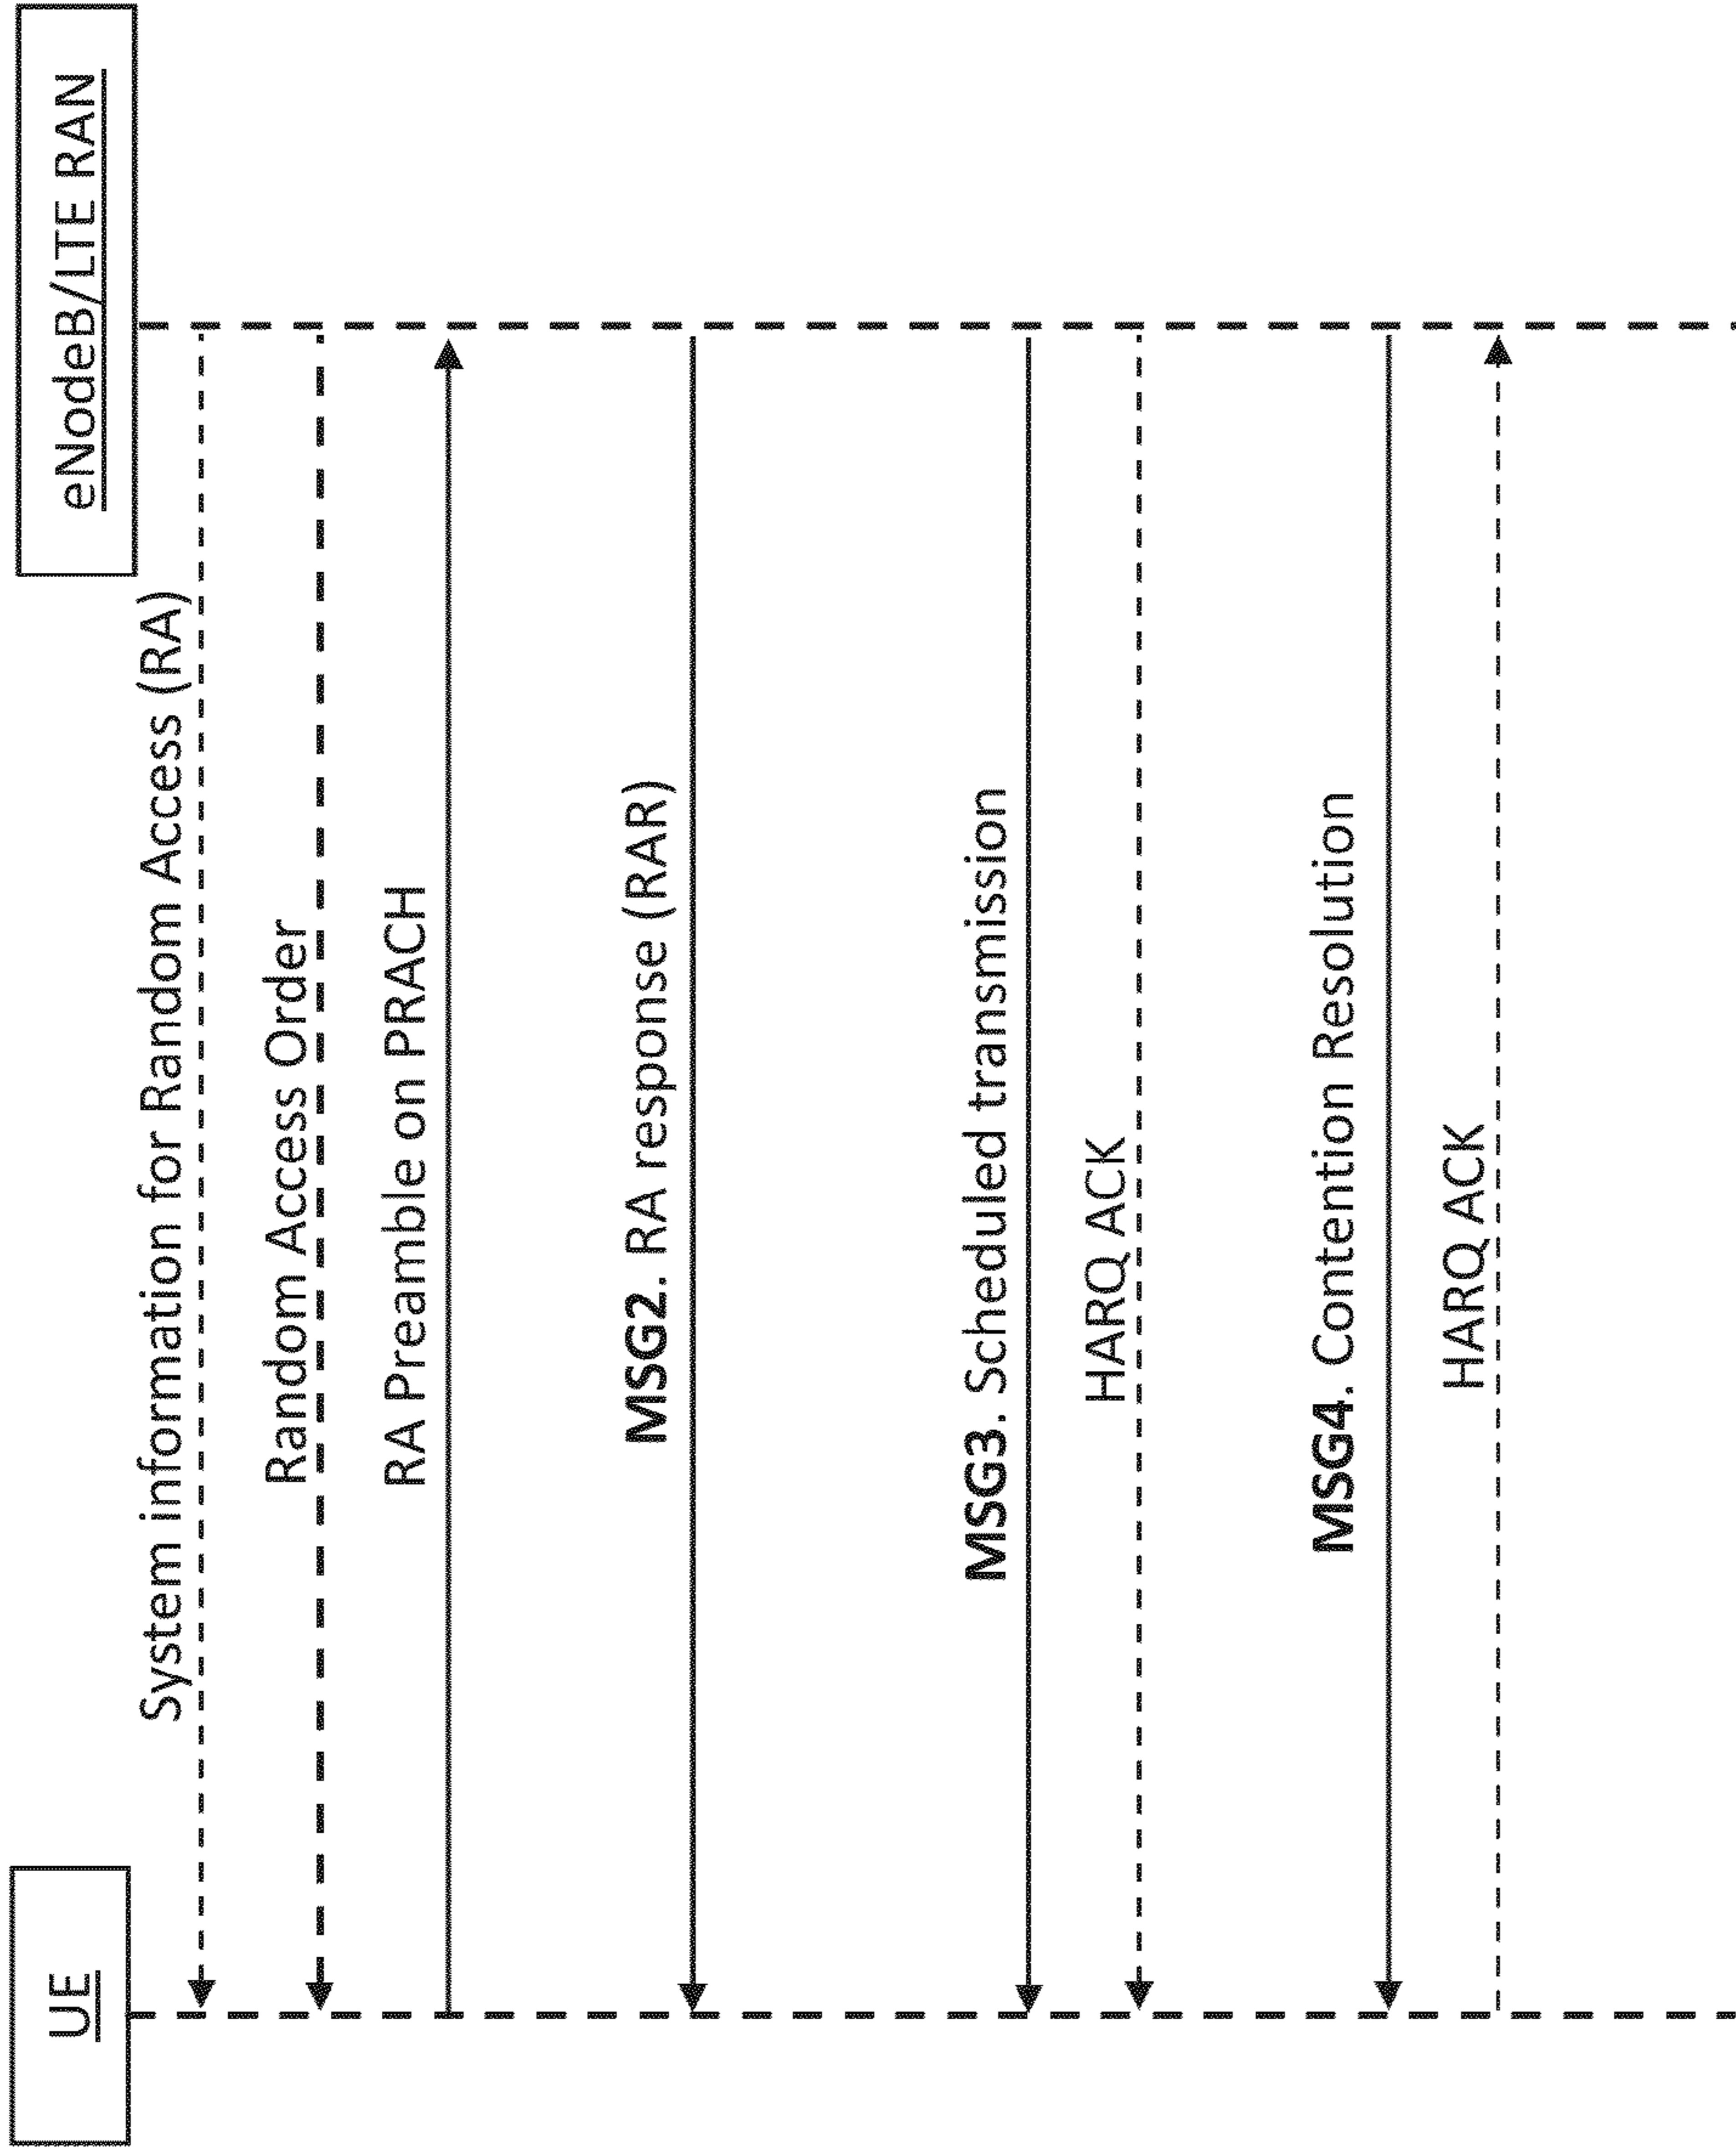 UE
eNodeB/LTE RAN
System information for Random Access (RA)
Random Access Order
RA Preamble on PRACH
MSG2. RA response (RAR)
MSG3. Scheduled transmission
HARQ ACK
MSG4. Contention Resolution
HARQ ACK